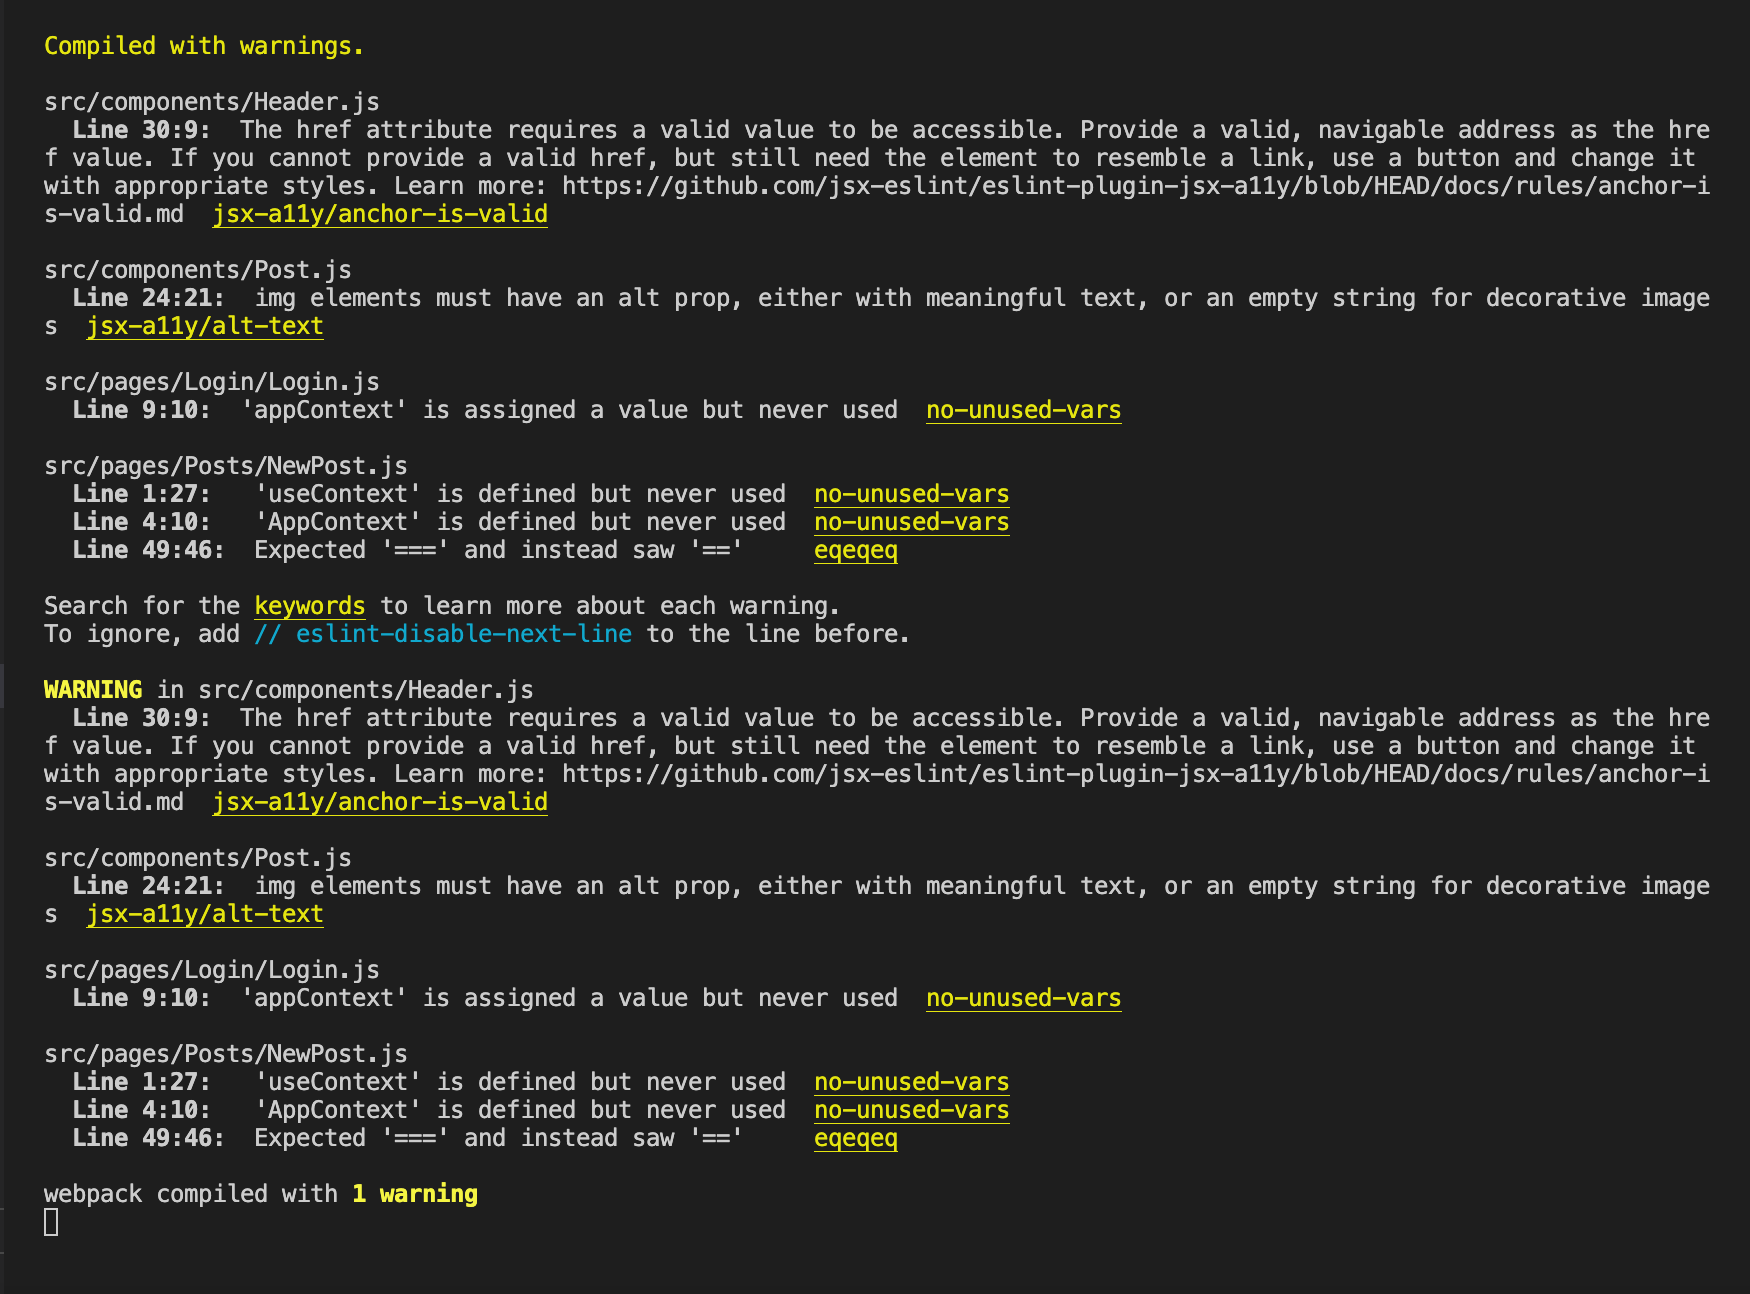 Compiled with warnings.
src/components/Header.js
Line 30:9:  The href attribute requires a valid value to be accessible. Provide a valid, navigable address as the hre
f value. If you cannot provide a valid href, but still need the element to resemble a link, use a button and change it
with appropriate styles. Learn more: https://github.com/jsx-eslint/eslint-plugin-jsx-a11y/blob/HEAD/docs/rules/anchor-i
s-valid.md  jsx-a11y/anchor-is-valid
src/components/Post.js
Line 24:21:  img elements must have an alt prop, either with meaningful text, or an empty string for decorative image
s  jsx-a11y/alt-text
src/pages/Login/Login.js
Line 9:10:  'appContext' is assigned a value but never used  no-unused-vars
src/pages/Posts/NewPost.js
Line 1:27:   'useContext' is defined but never used  no-unused-vars
Line 4:10:   'AppContext' is defined but never used  no-unused-vars
Line 49:46:  Expected '===' and instead saw '=='     eqeqeq
Search for the keywords to learn more about each warning.
To ignore, add // eslint-disable-next-line to the line before.
WARNING in src/components/Header.js
Line 30:9:  The href attribute requires a valid value to be accessible. Provide a valid, navigable address as the hre
f value. If you cannot provide a valid href, but still need the element to resemble a link, use a button and change it
with appropriate styles. Learn more: https://github.com/jsx-eslint/eslint-plugin-jsx-a11y/blob/HEAD/docs/rules/anchor-i
s-valid.md  jsx-a11y/anchor-is-valid
src/components/Post.js
Line 24:21:  img elements must have an alt prop, either with meaningful text, or an empty string for decorative image
s  jsx-a11y/alt-text
src/pages/Login/Login.js
Line 9:10:  'appContext' is assigned a value but never used  no-unused-vars
src/pages/Posts/NewPost.js
Line 1:27:   'useContext' is defined but never used  no-unused-vars
Line 4:10:   'AppContext' is defined but never used  no-unused-vars
Line 49:46:  Expected '===' and instead saw '=='     eqeqeq
webpack compiled with 1 warning